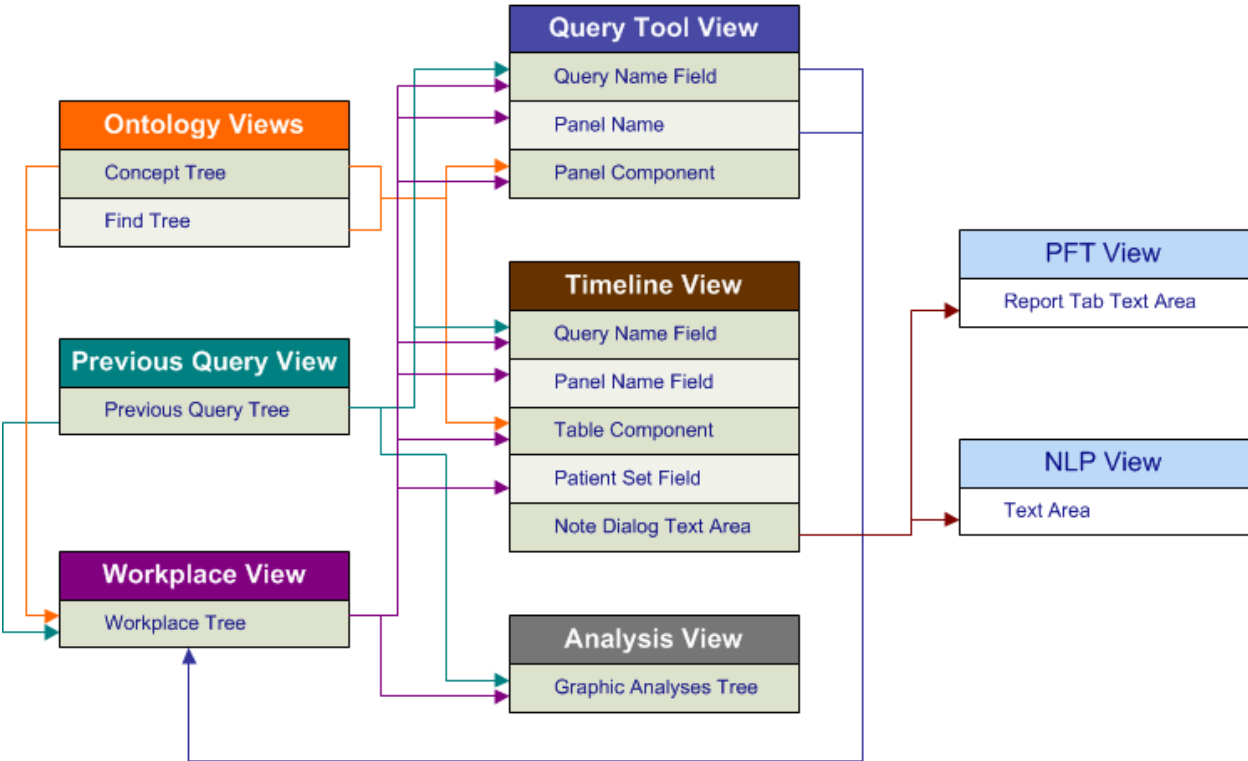 Query Tool View
Query Name Field
Panel Name
Panel Component
Ontology Views
Concept Tree
Find Tree
Timeline View
Query Name Field
Panel Name Field
Table Component
Patient Set Field
Note Dialog Text Area
Previous Query View
Previous Query Tree
Workplace View
Workplace Tree
Analysis View
Graphic Analyses Tree
PFT View
Report Tab Text Area
NLP View
Text Area